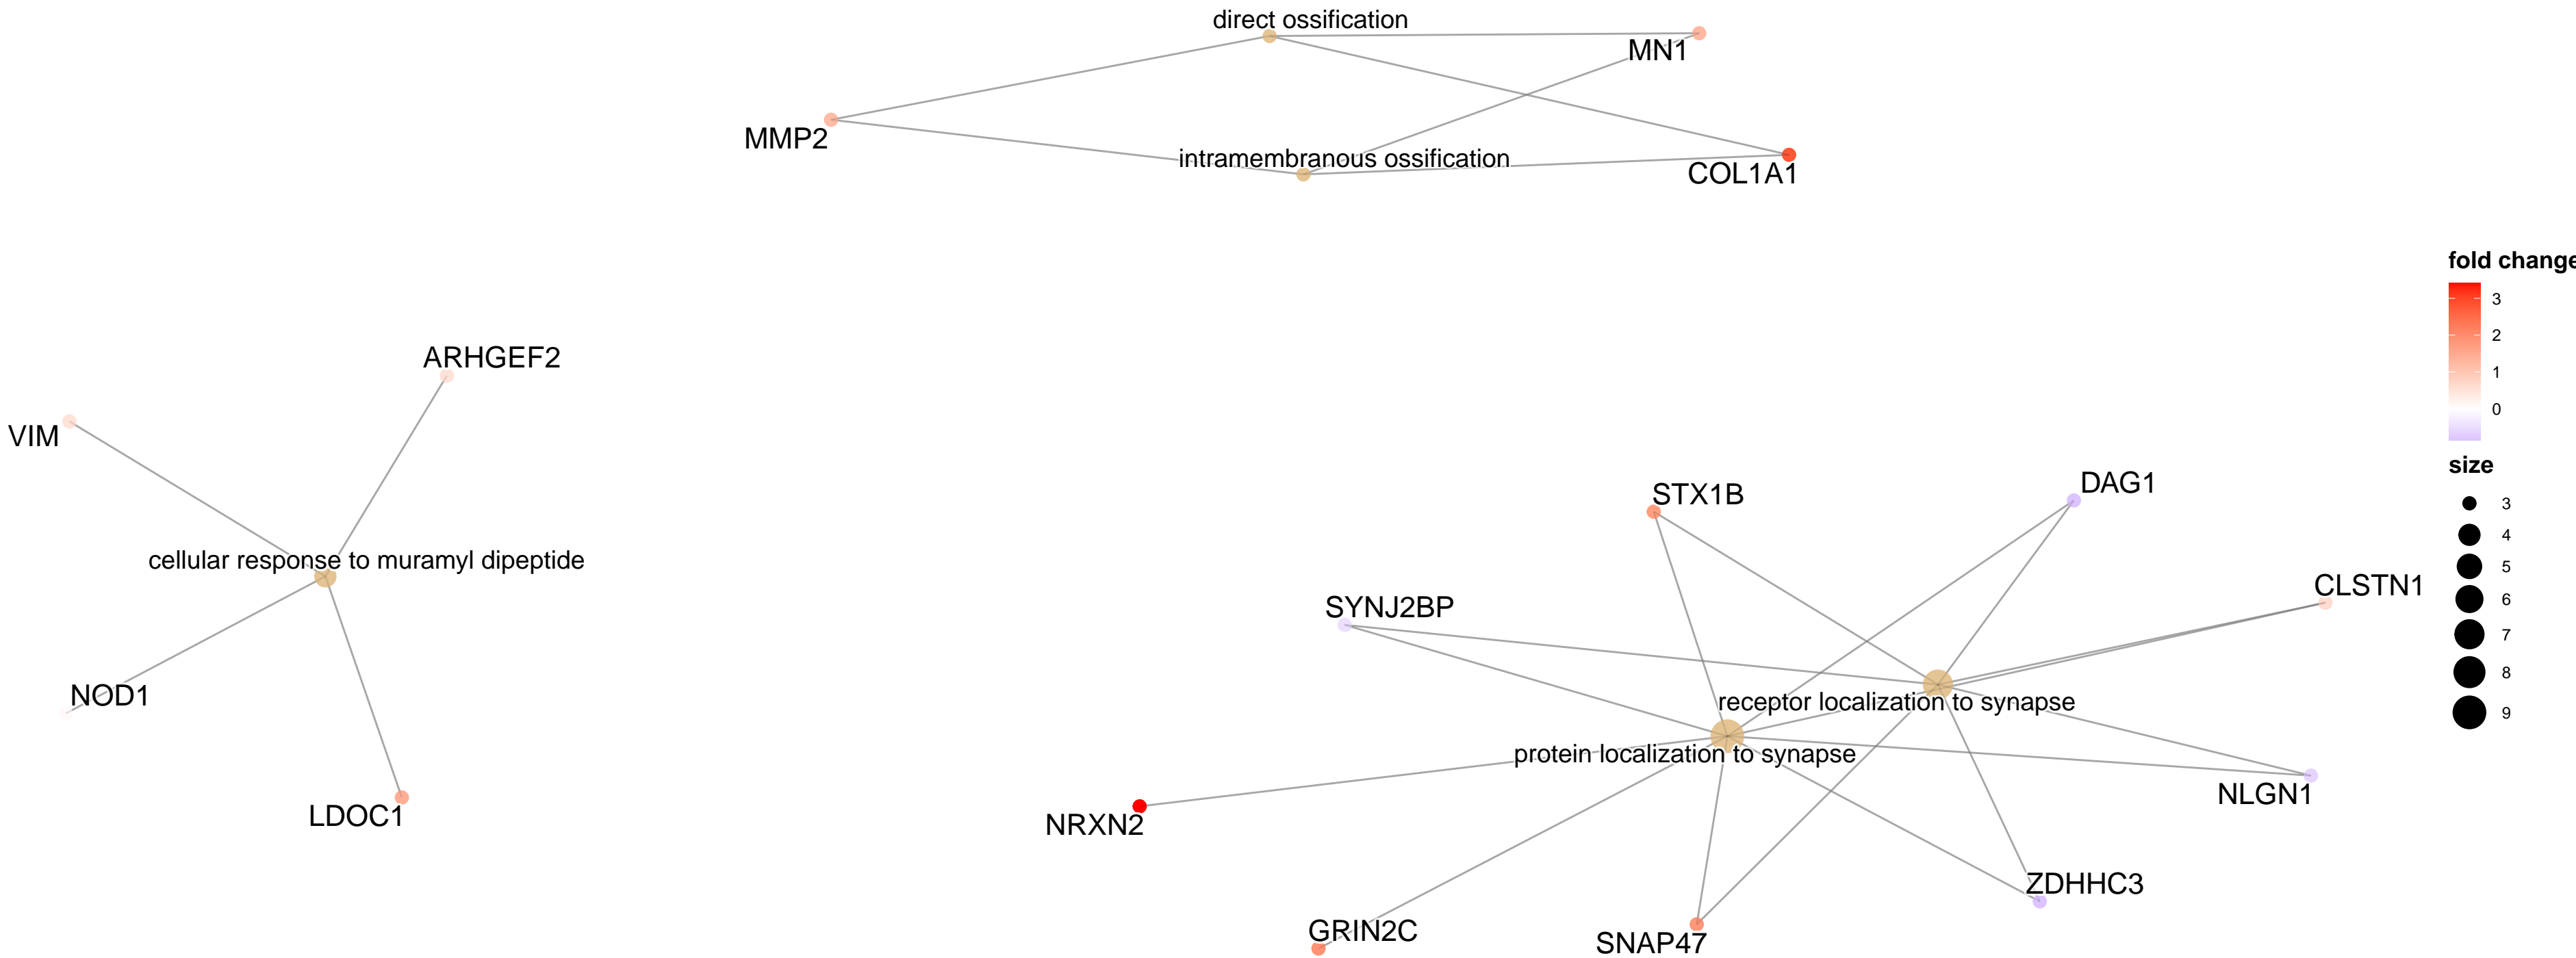 direct ossification
MN1
MMP2
intramembranous ossification
COL1A1
fold change
3
2
1
0
ARHGEF2
VIM
cellular response to muramyl dipeptide
NOD1
LDOC1
size
3
4
5
6
7
8
9
STX1B
DAG1
CLSTN1
SYNJ2BP
receptor localization to synapse
protein localization to synapse
NRXN2
NLGN1
ZDHHC3
GRIN2C
SNAP47